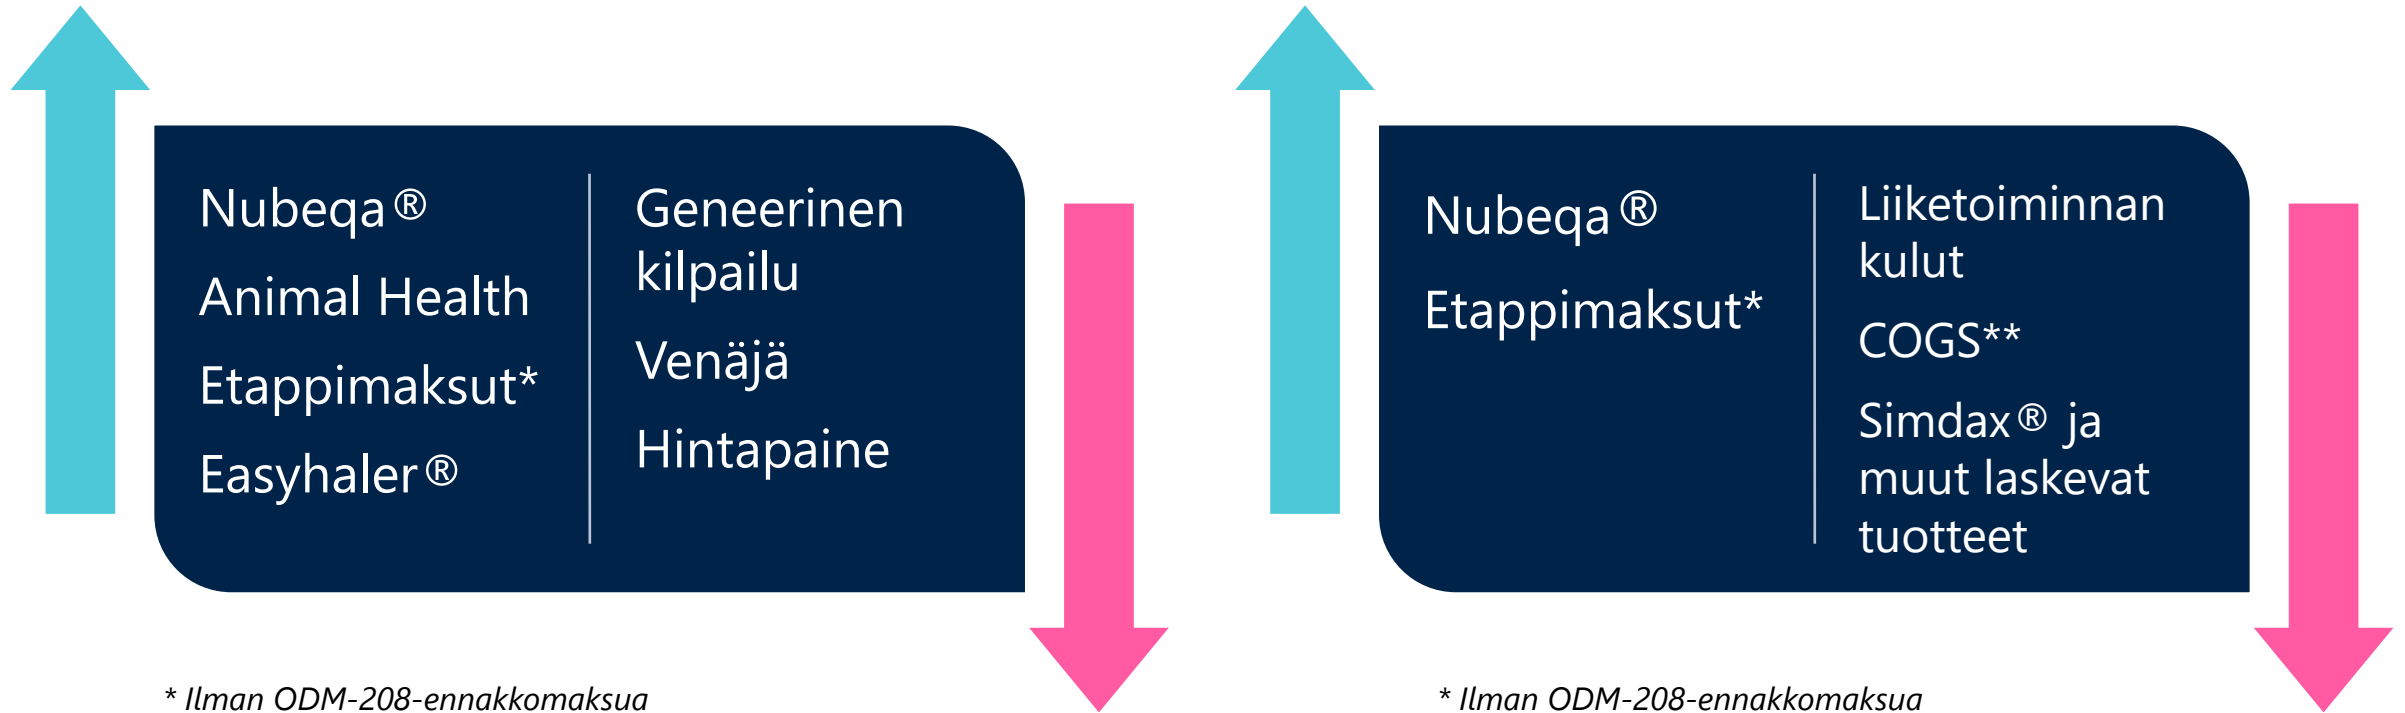 Nubeqa®
Animal Health
Etappimaksut*
Easyhaler®
Geneerinen
kilpailu
Venäjä
Hintapaine
* Ilman ODM-208-ennakkomaksua
Nubeqa®
Etappimaksut*
Liiketoiminnan
kulut
COGS**
Simdax® ja
muut laskevat
tuotteet
* Ilman ODM-208-ennakkomaksua